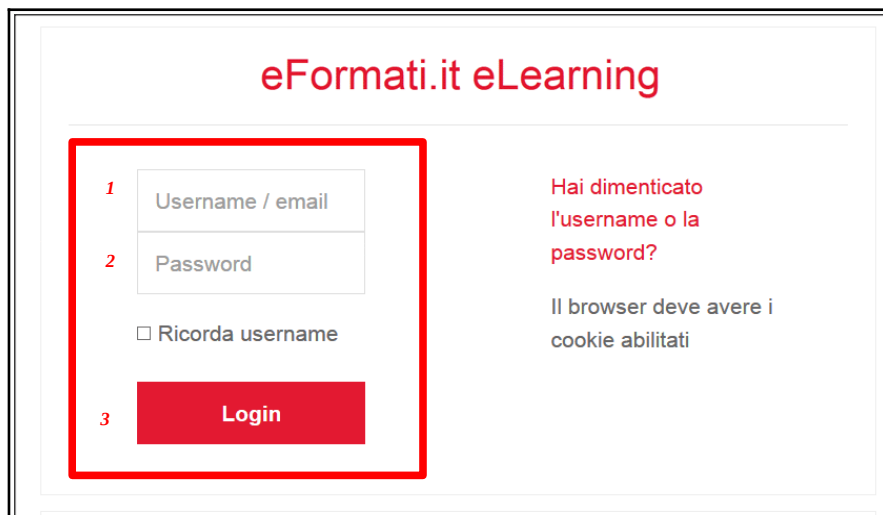 eFormati.it eLearning
1
Username / email
2
Password
Ricorda username
3
Login
Hai dimenticato
l'username o la
password?
Il browser deve avere i
cookie abilitati